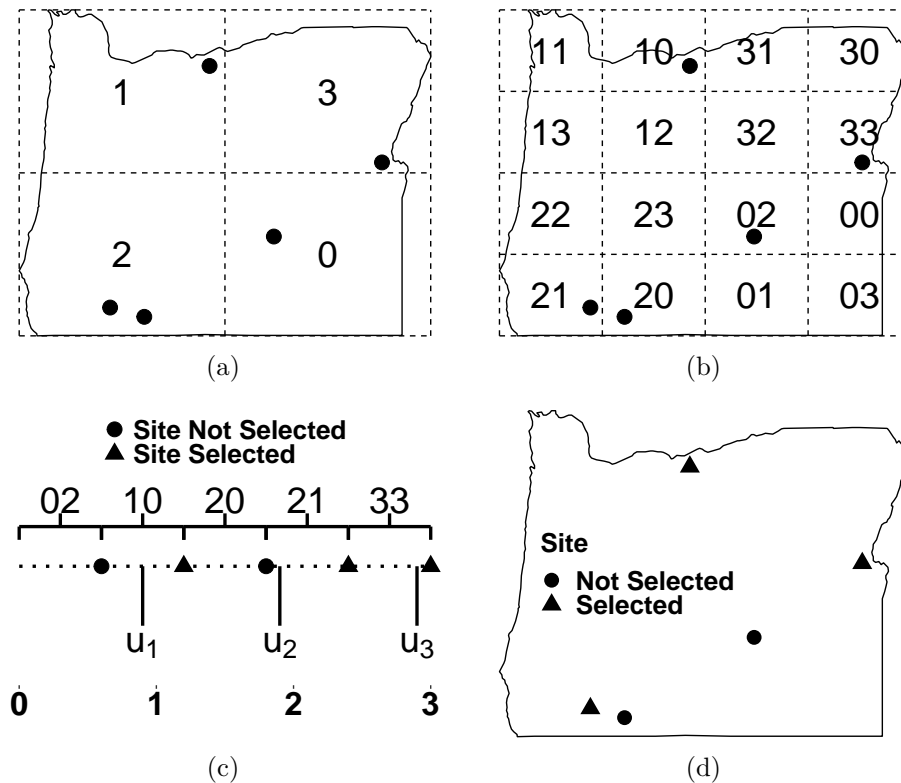 1 3
2 0
(a)
11 10 31 30
13 12 32 33
22 23 02 00
21 20 01 03
(b)
Site Not Selected
Site Selected
02 10 20 21 33
u1 u2 u3
0 1 2 3
(c)
Site
Not Selected
Selected
(d)